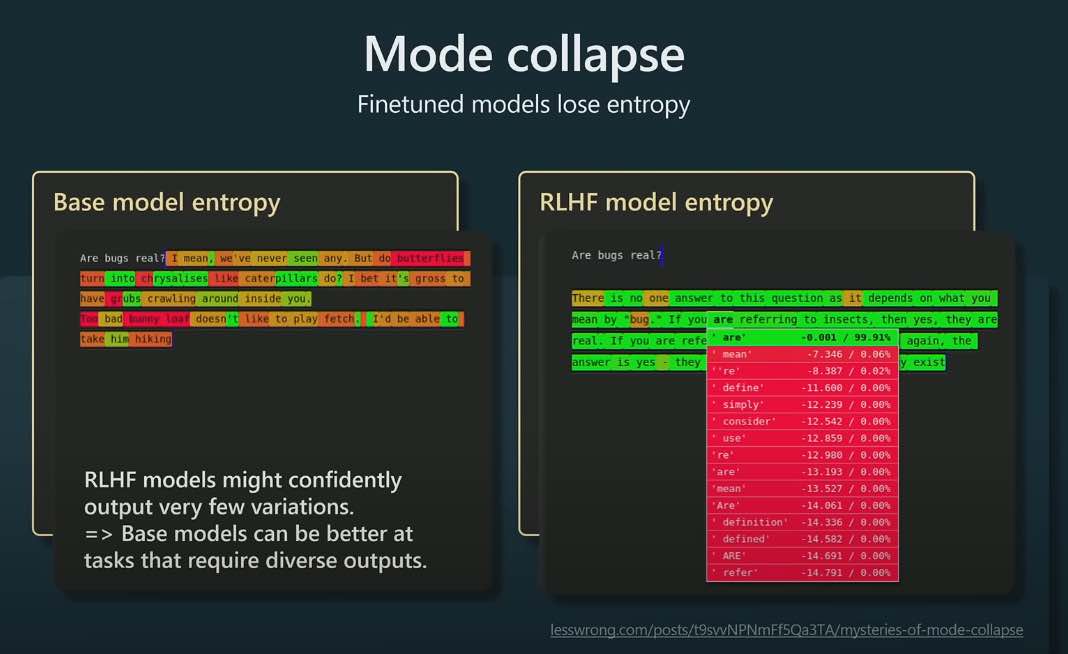 Mode collapse
Finetuned models lose entropy
Base model entropy
Are bugs real? I mean, we've never seen any. But do butterflies
turn into chrysalises like caterpillars do? I bet it's gross to
have grubs crawling around inside you.
Tom bad bunny loaf doesn't like to play fetch. I'd be able to
take him hiking
RLHF models might confidently
output very few variations.
=> Base models can be better at
tasks that require diverse outputs.
RLHF model entropy
Are bugs real?
There is no one answer to this question as it depends on what you
mean by "bug." If you are referring to insects, then yes, they are
real. If you are refe again, the
answer is yes - they y exist
' are' -0.001 / 99.91%
' mean' -7.346 / 0.06%
''re' -8.387 / 0.02%
' define' -11.600 / 0.00%
' simply' -12.239 / 0.00%
' consider' -12.542 / 0.00%
' use' -12.859 / 0.00%
're' -12.980 / 0.00%
'are' -13.193 / 0.00%
'mean' -13.527 / 0.00%
'Are' -14.061 / 0.00%
' definition' -14.336 / 0.00%
' defined' -14.582 / 0.00%
' ARE' -14.691 / 0.00%
' refer' -14.791 / 0.00%
lesswrong.com/posts/t9svvNPNmFf5Qa3TA/mysteries-of-mode-collapse